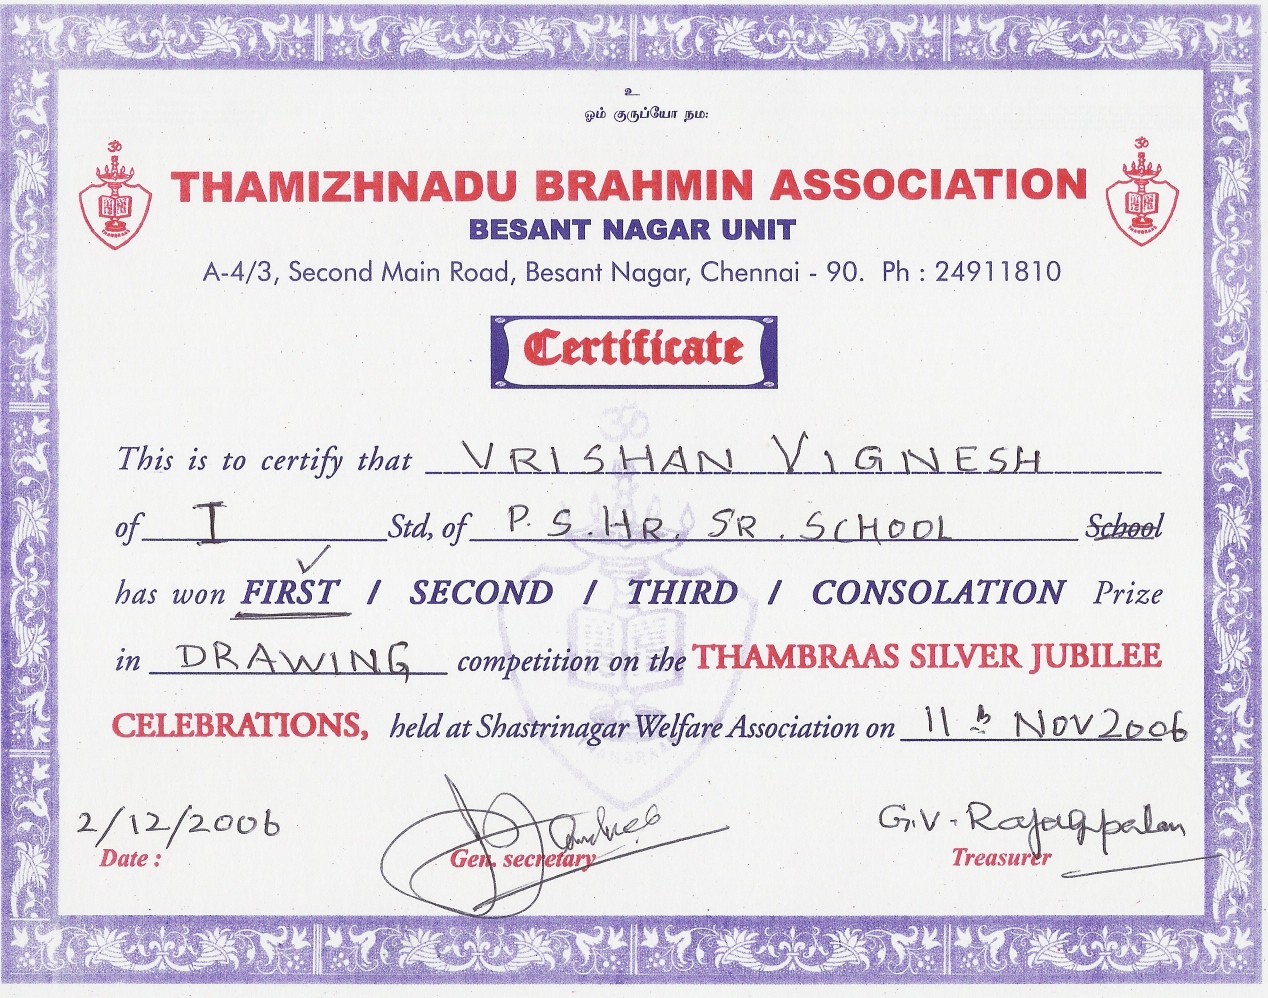 உ
ஓம் குருப்யோ நம:
THAMIZHNADU BRAHMIN ASSOCIATION
BESANT NAGAR UNIT
A-4/3, Second Main Road, Besant Nagar, Chennai - 90. Ph : 24911810
Certificate
This is to certify that VRISHAN VIGNESH
of I Std, of P. S. HR. SR. SCHOOL School
has won FIRST / SECOND / THIRD / CONSOLATION Prize
in DRAWING competition on the THAMBRAAS SILVER JUBILEE
CELEBRATIONS, held at Shastrinagar Welfare Association on 11th NOV 2006
2/12/2006 G.V. Rajagopalan
Date : Gen. secretary Treasurer